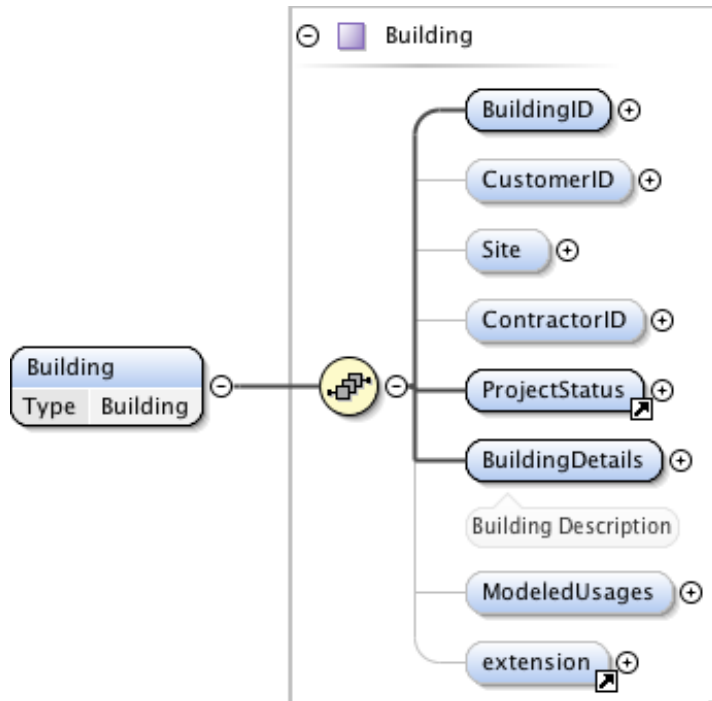 Building
BuildingID
CustomerID
Site
ContractorID
Building
Type Building
ProjectStatus
BuildingDetails
Building Description
ModeledUsages
extension